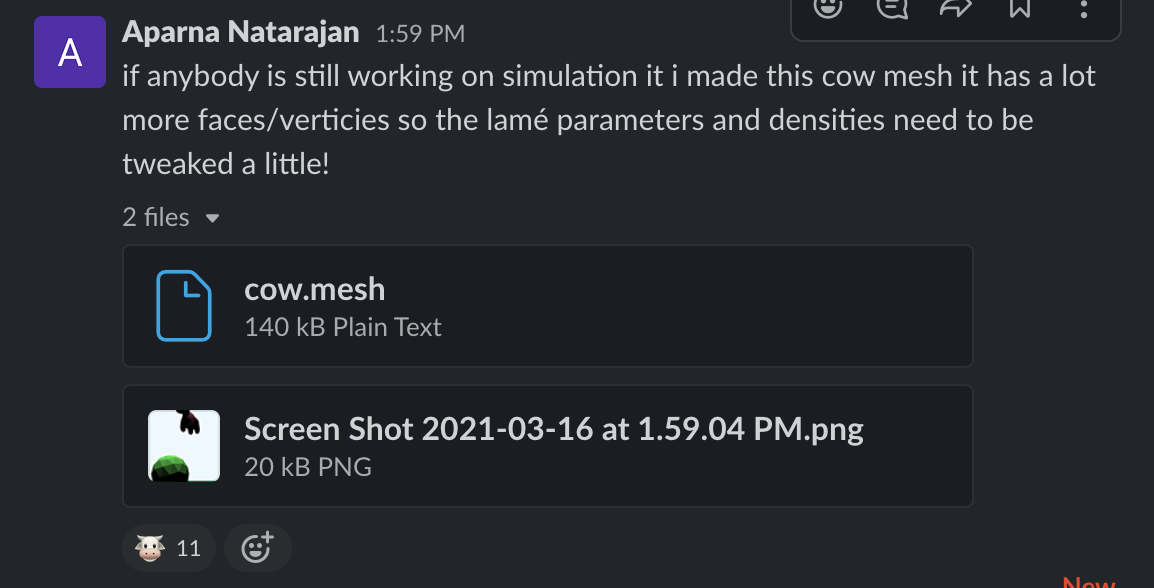 A
Aparna Natarajan 1:59 PM
if anybody is still working on simulation it i made this cow mesh it has a lot
more faces/verticies so the lamé parameters and densities need to be
tweaked a little!
2 files
cow.mesh
140 kB Plain Text
Screen Shot 2021-03-16 at 1.59.04 PM.png
20 kB PNG
11
New